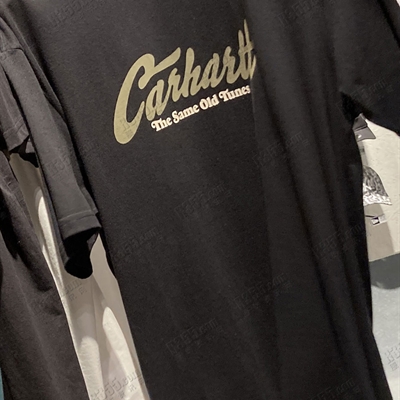 Carhartt
The Same Old Tunes